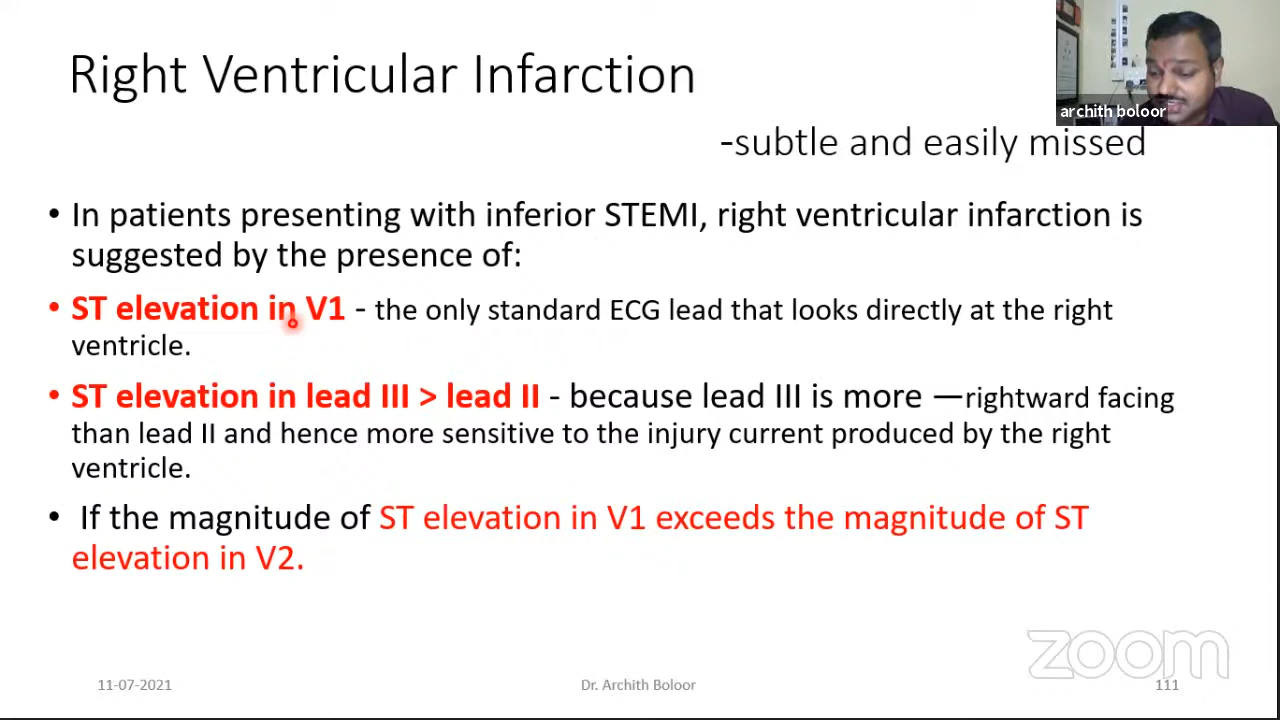 Right Ventricular Infarction
archith boloor
-subtle and easily missed
• In patients presenting with inferior STEMI, right ventricular infarction is
suggested by the presence of:
• ST elevation in V1 - the only standard ECG lead that looks directly at the right
ventricle.
• ST elevation in lead III > lead II - because lead III is more —rightward facing
than lead II and hence more sensitive to the injury current produced by the right
ventricle.
• If the magnitude of ST elevation in V1 exceeds the magnitude of ST
elevation in V2.
zoom
11-07-2021
Dr. Archith Boloor
111